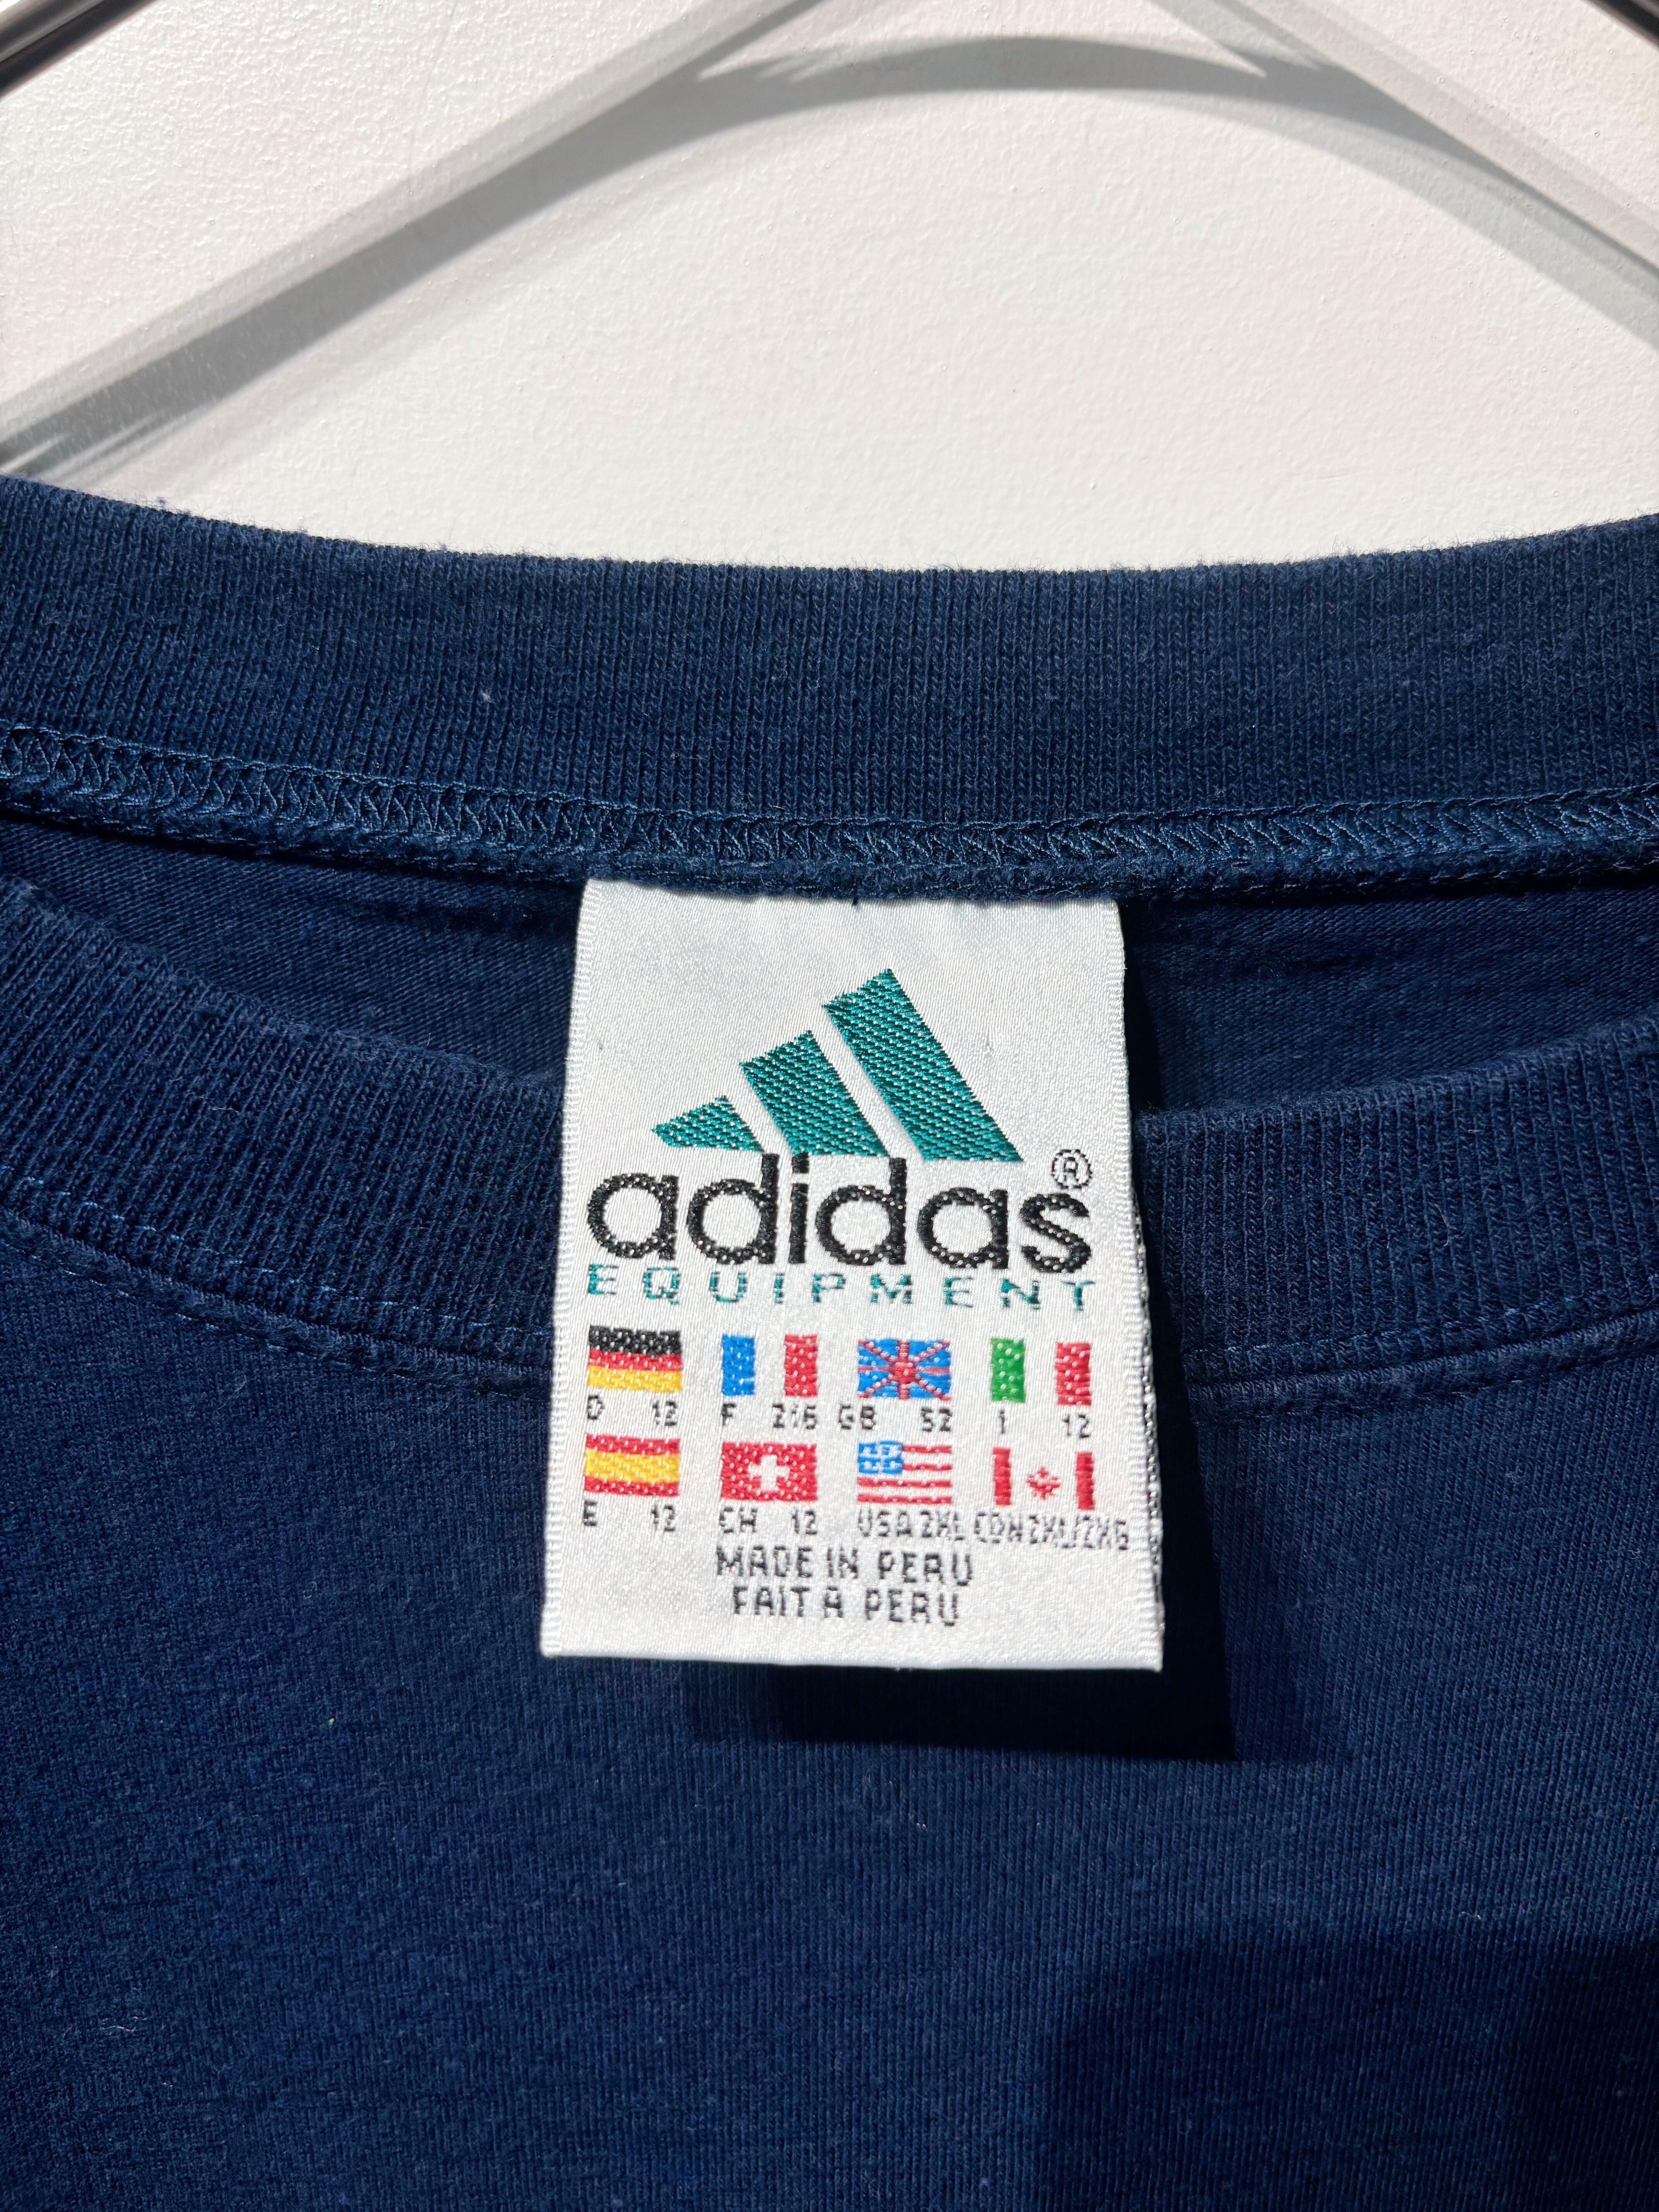 adidas®
EQUIPMENT
D 12 F 216 GB 52 I 12
E 12 CH 12 USA 2XL CDN 2XL/2XG
MADE IN PERU
FAIT A PERU